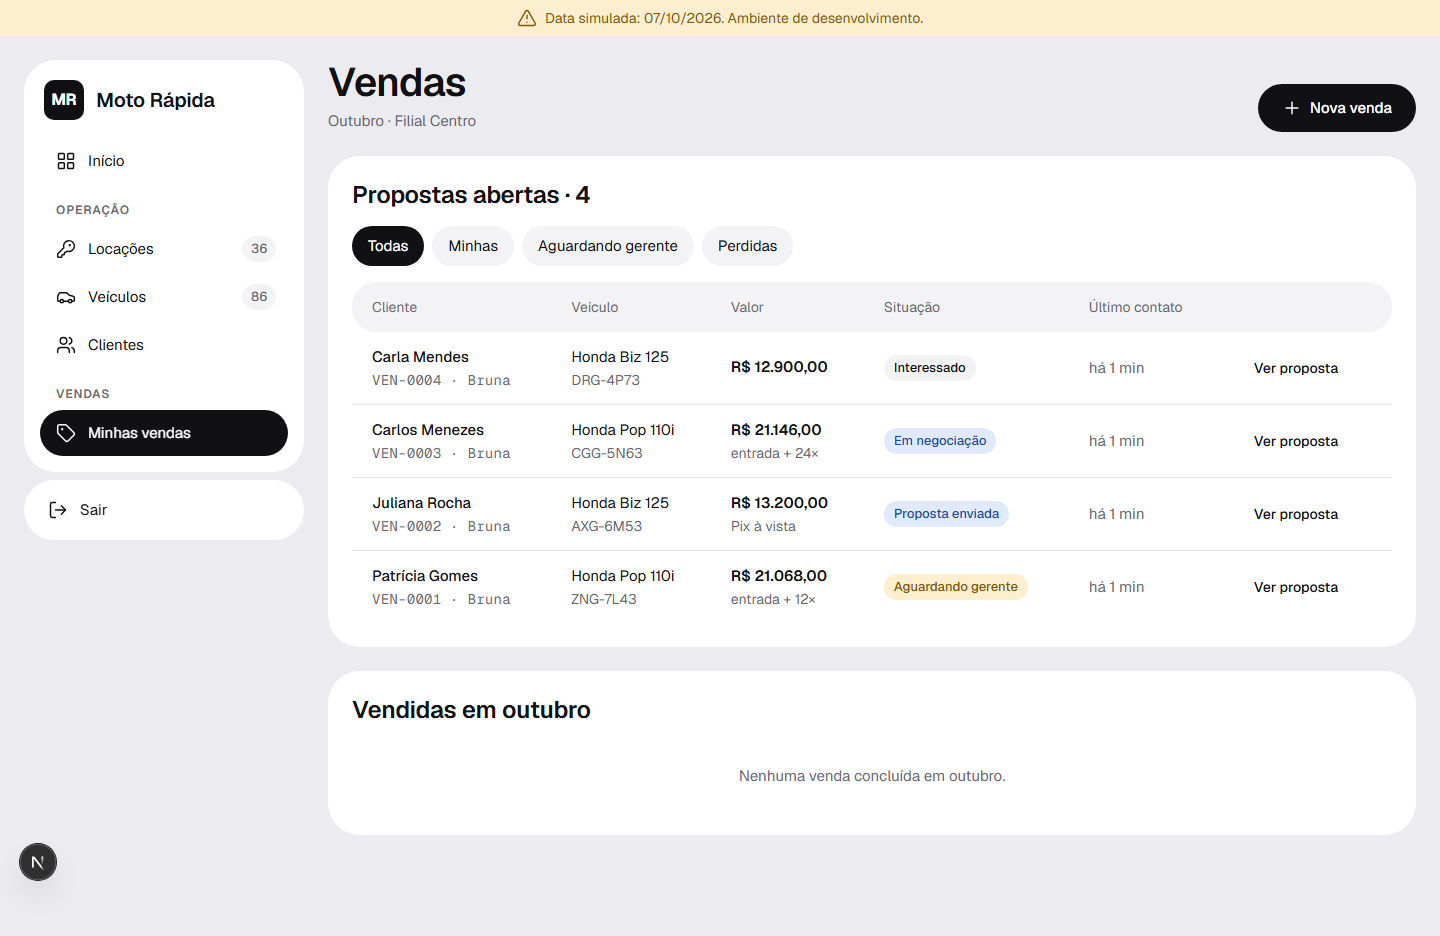 Data simulada: 07/10/2026. Ambiente de desenvolvimento.
MR Moto Rápida
Início
OPERAÇÃO
Locações 36
Veículos 86
Clientes
VENDAS
Minhas vendas
Sair
Vendas
Outubro · Filial Centro
Nova venda
Propostas abertas · 4
Todas Minhas Aguardando gerente Perdidas
Cliente Veículo Valor Situação Último contato
Carla Mendes Honda Biz 125 R$ 12.900,00 Interessado há 1 min Ver proposta
VEN-0004 · Bruna DRG-4P73
Carlos Menezes Honda Pop 110i R$ 21.146,00 Em negociação há 1 min Ver proposta
VEN-0003 · Bruna CGG-5N63 entrada + 24×
Juliana Rocha Honda Biz 125 R$ 13.200,00 Proposta enviada há 1 min Ver proposta
VEN-0002 · Bruna AXG-6M53 Pix à vista
Patrícia Gomes Honda Pop 110i R$ 21.068,00 Aguardando gerente há 1 min Ver proposta
VEN-0001 · Bruna ZNG-7L43 entrada + 12×
Vendidas em outubro
Nenhuma venda concluída em outubro.
N